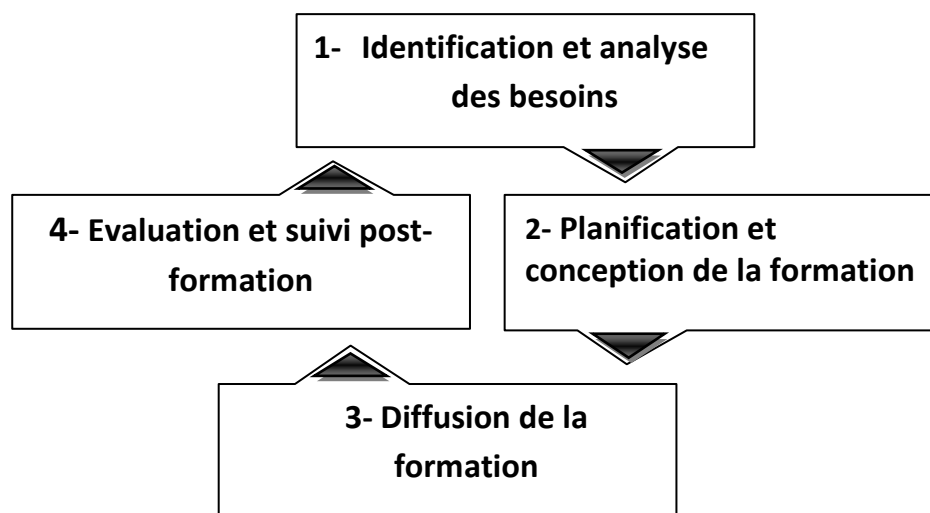 1- Identification et analyse
des besoins
2- Planification et
conception de la formation
3- Diffusion de la
formation
4- Evaluation et suivi post-
formation